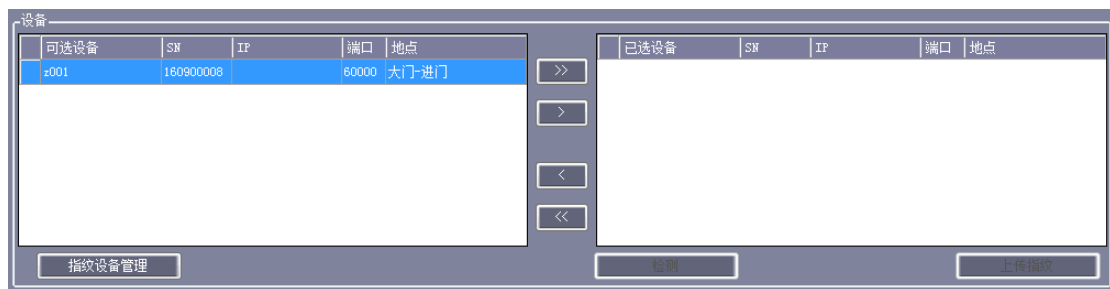 设备
可选设备 SN IP 端口 地点
z001 160900008 60000 大门-进门
>>
>
<
<<
已选设备 SN IP 端口 地点
指纹设备管理
检测
上传指纹